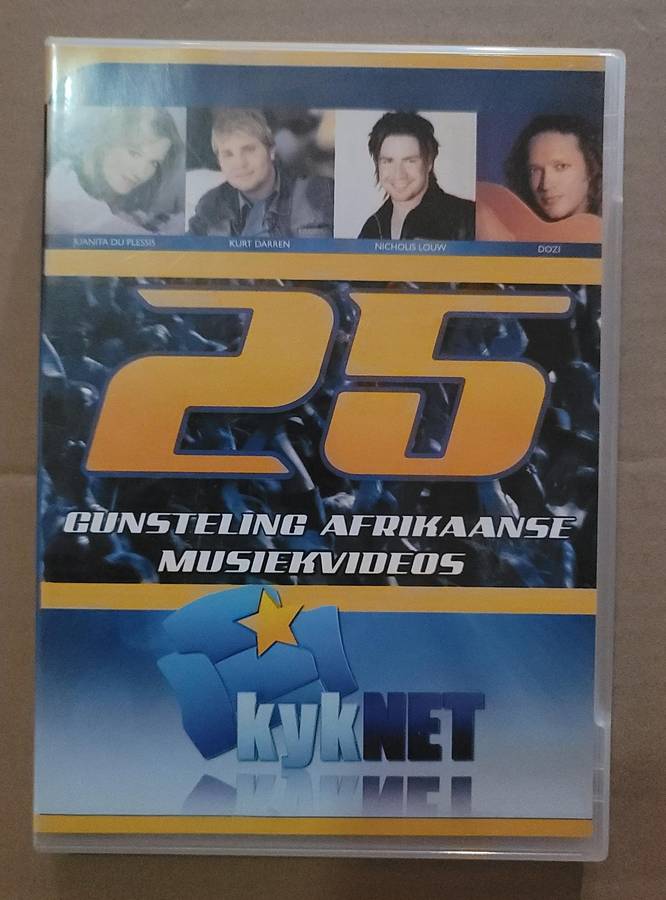 JUANITA DU PLESSIS
KURT DARREN
NICHOLIS LOUW
DOZI
25
GUNSTELING AFRIKAANSE
MUSIEKVIDEOS
kykNET